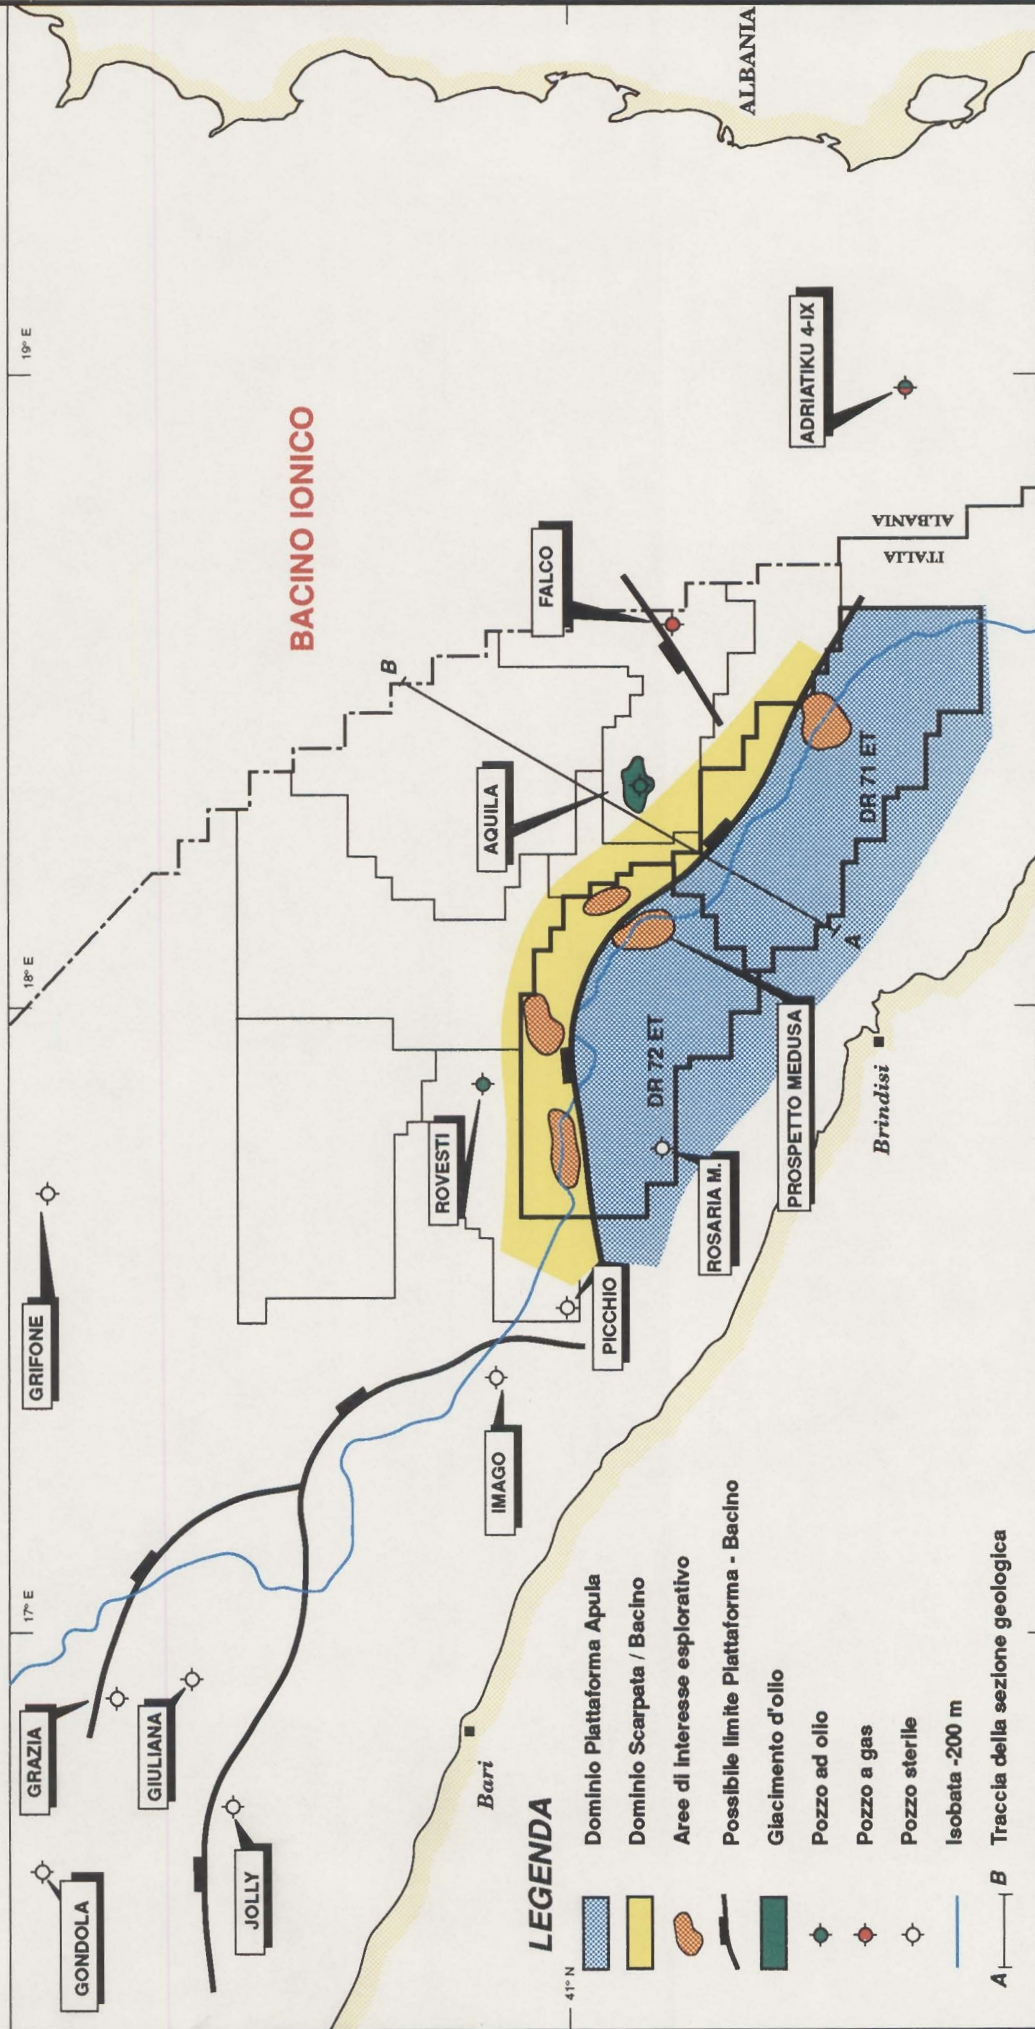 17° E
18° E
19° E
41° N
BACINO IONICO
ALBANIA
GONDOLA
GRAZIA
GIULIANA
JOLLY
GRIFONE
IMAGO
PICCHIO
ROVESTI
AQUILA
FALCO
ADRIATIKU 4-IX
ROSARIA M.
PROSPETTO MEDUSA
DR 72 ET
DR 71 ET
B
A
ALBANIA
ITALIA
Bari
Brindisi
LEGENDA
Dominio Piattaforma Apula
Dominio Scarpata / Bacino
Aree di interesse esplorativo
Possibile limite Piattaforma - Bacino
Giacimento d'olio
Pozzo ad olio
Pozzo a gas
Pozzo sterile
Isobata -200 m
A B Traccia della sezione geologica